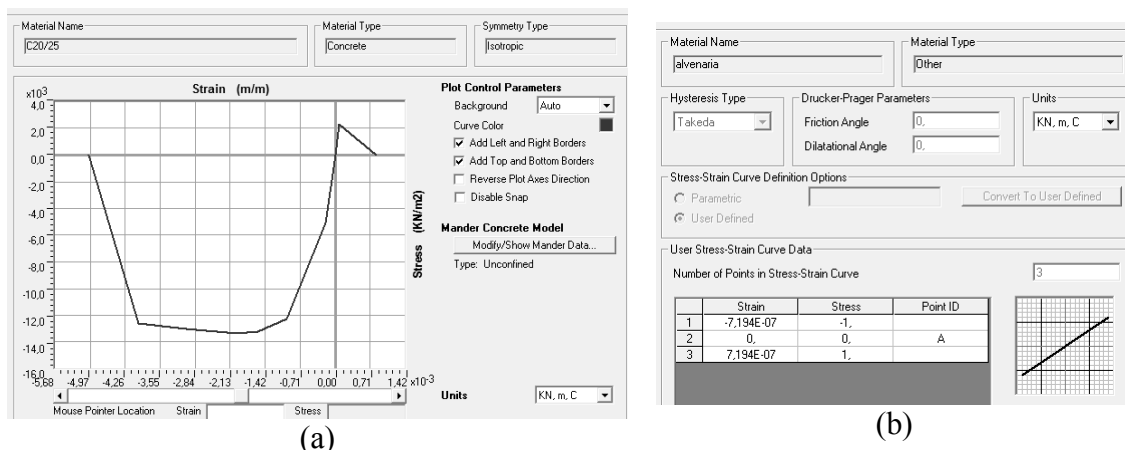 Material Name
C20/25
Material Type
Concrete
Symmetry Type
Isotropic
x10³
Strain (m/m)
4,0
2,0
0,0
-2,0
-4,0
-6,0
-8,0
-10,0
-12,0
-14,0
-16,0
-5,68 -4,97 -4,26 -3,55 -2,84 -2,13 -1,42 -0,71 0,00 0,71 1,42 x10⁻³
Stress (KN/m2)
Mouse Pointer Location Strain Stress
Plot Control Parameters
Background Auto
Curve Color
Add Left and Right Borders
Add Top and Bottom Borders
Reverse Plot Axes Direction
Disable Snap
Mander Concrete Model
Modify/Show Mander Data...
Type: Unconfined
Units KN, m, C
(a)
Material Name
alvenaria
Material Type
Other
Hysteresis Type
Takeda
Drucker-Prager Parameters
Friction Angle 0,
Dilatational Angle 0,
Units
KN, m, C
Stress-Strain Curve Definition Options
Parametric
Convert To User Defined
User Defined
User Stress-Strain Curve Data
Number of Points in Stress-Strain Curve 3
Strain Stress Point ID
1 -7,194E-07 -1,
2 0, 0, A
3 7,194E-07 1,
(b)